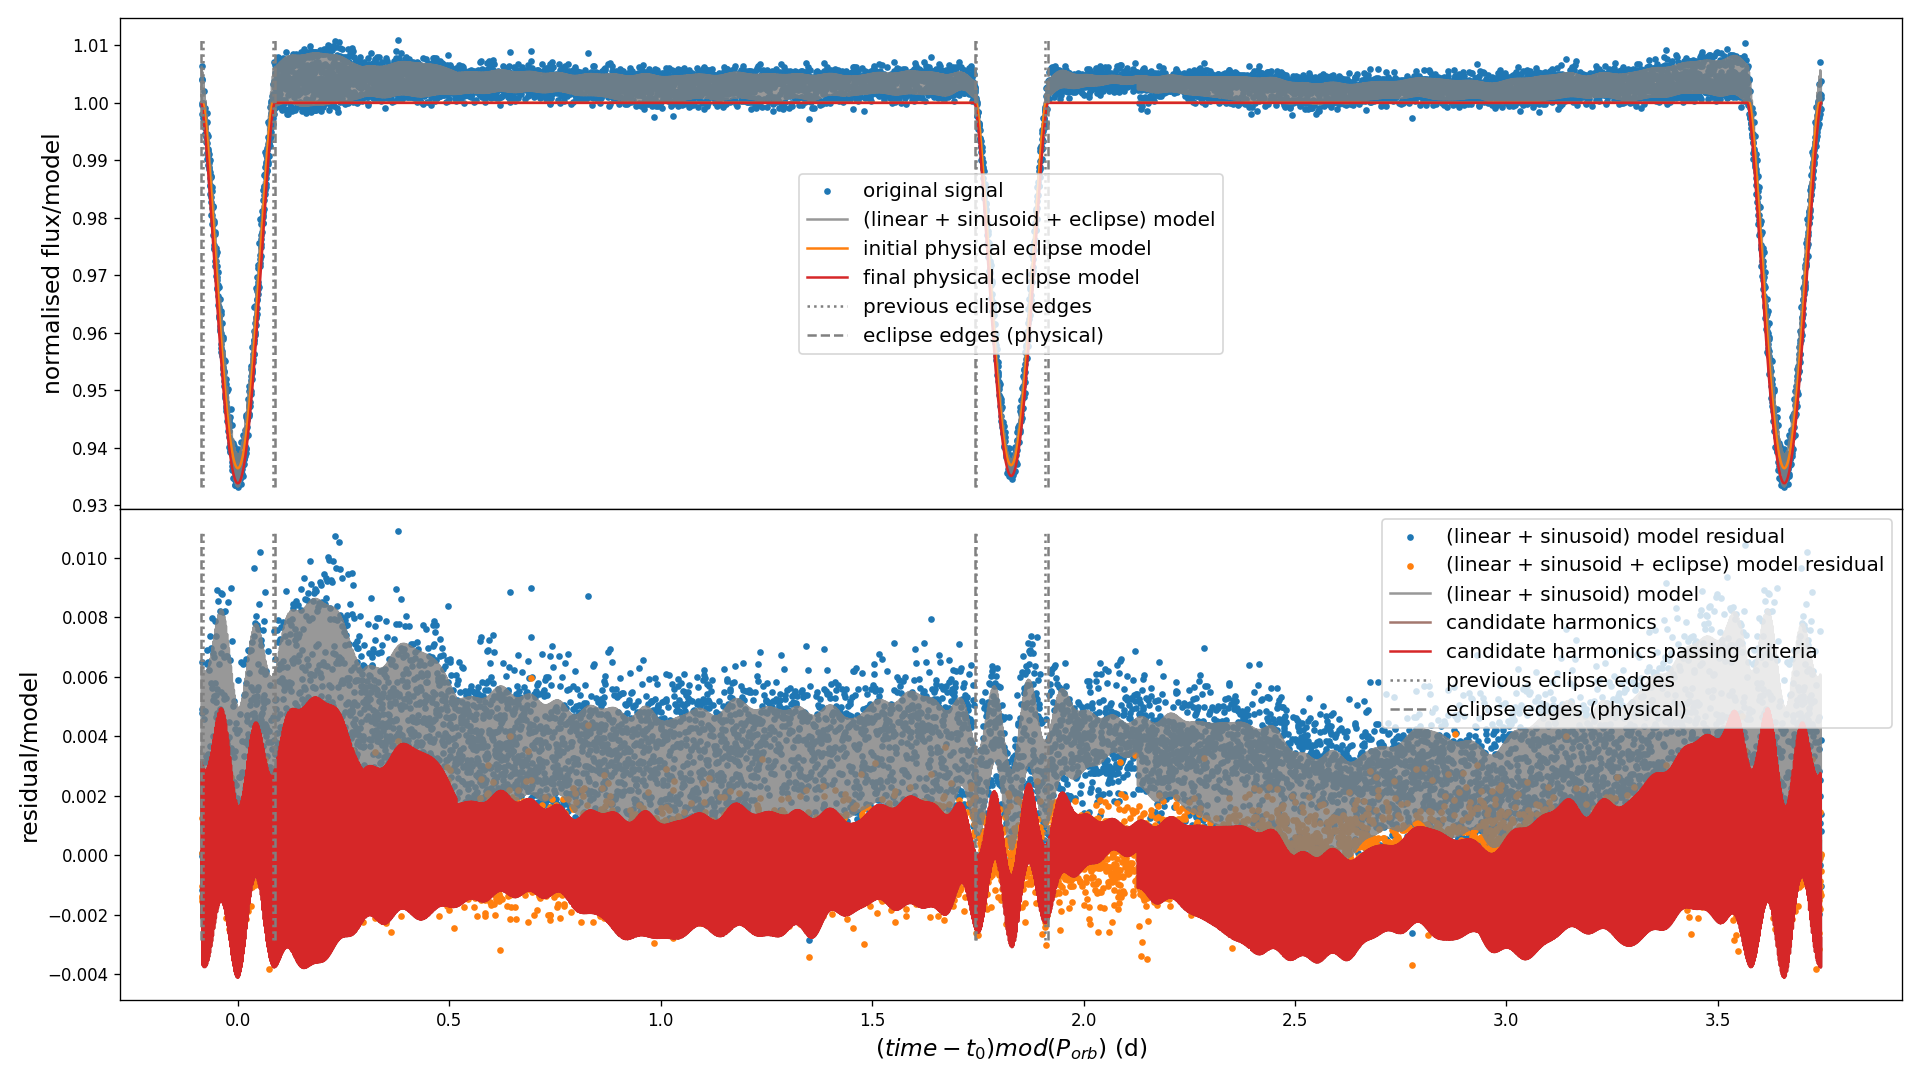 1.01
1.00
0.99
0.98
0.97
0.96
0.95
0.94
0.93
normalised flux/model
original signal
(linear + sinusoid + eclipse) model
initial physical eclipse model
final physical eclipse model
previous eclipse edges
eclipse edges (physical)
0.010
0.008
0.006
0.004
0.002
0.000
−0.002
−0.004
residual/model
(linear + sinusoid) model residual
(linear + sinusoid + eclipse) model residual
(linear + sinusoid) model
candidate harmonics
candidate harmonics passing criteria
previous eclipse edges
eclipse edges (physical)
0.0 0.5 1.0 1.5 2.0 2.5 3.0 3.5
(time − t₀)mod(P_orb) (d)